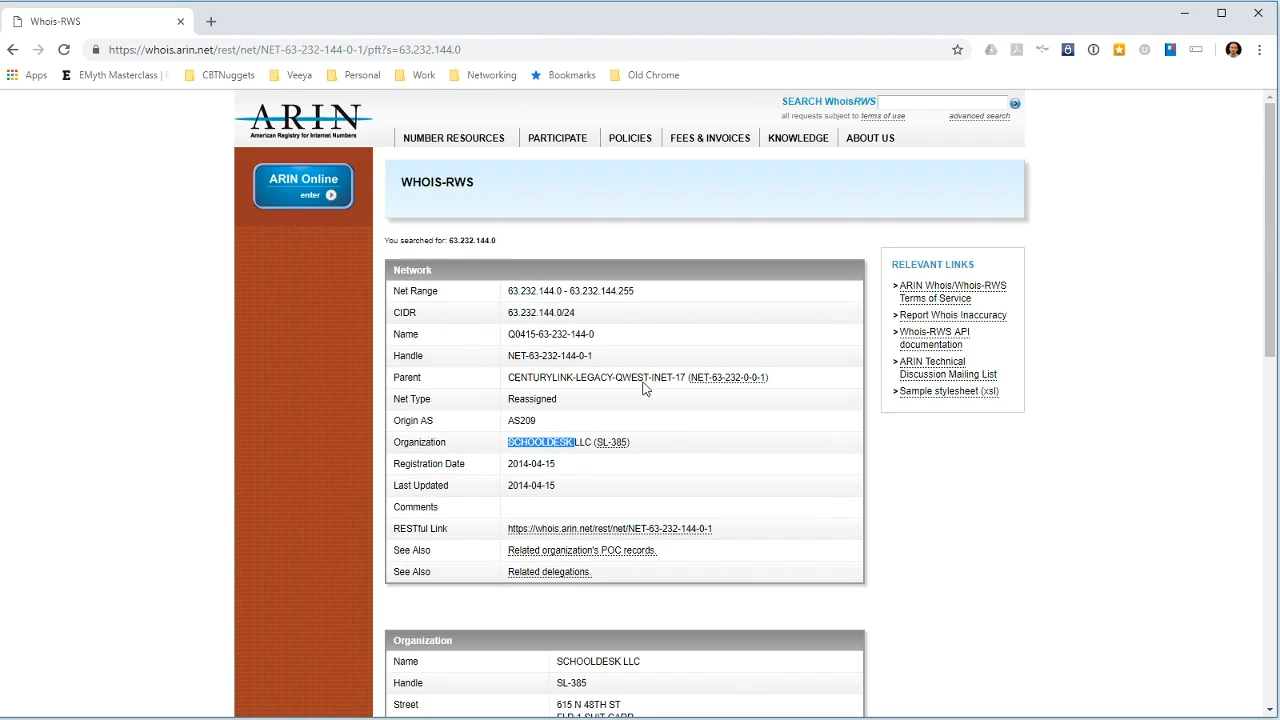 Whois-RWS
https://whois.arin.net/rest/net/NET-63-232-144-0-1/pft?s=63.232.144.0
Apps
EMyth Masterclass |
CBTNuggets
Veeya
Personal
Work
Networking
Bookmarks
Old Chrome
ARIN
American Registry for Internet Numbers
SEARCH WhoisRWS
all requests subject to terms of use
advanced search
NUMBER RESOURCES
PARTICIPATE
POLICIES
FEES & INVOICES
KNOWLEDGE
ABOUT US
ARIN Online
enter
WHOIS-RWS
You searched for: 63.232.144.0
Network
Net Range 63.232.144.0 - 63.232.144.255
CIDR 63.232.144.0/24
Name Q0415-63-232-144-0
Handle NET-63-232-144-0-1
Parent CENTURYLINK-LEGACY-QWEST-INET-17 (NET-63-232-0-0-1)
Net Type Reassigned
Origin AS AS209
Organization SCHOOLDESK LLC (SL-385)
Registration Date 2014-04-15
Last Updated 2014-04-15
Comments
RESTful Link https://whois.arin.net/rest/net/NET-63-232-144-0-1
See Also Related organization's POC records.
See Also Related delegations.
RELEVANT LINKS
> ARIN Whois/Whois-RWS
Terms of Service
> Report Whois Inaccuracy
> Whois-RWS API
documentation
> ARIN Technical
Discussion Mailing List
> Sample stylesheet (xsl)
Organization
Name SCHOOLDESK LLC
Handle SL-385
Street 615 N 48TH ST